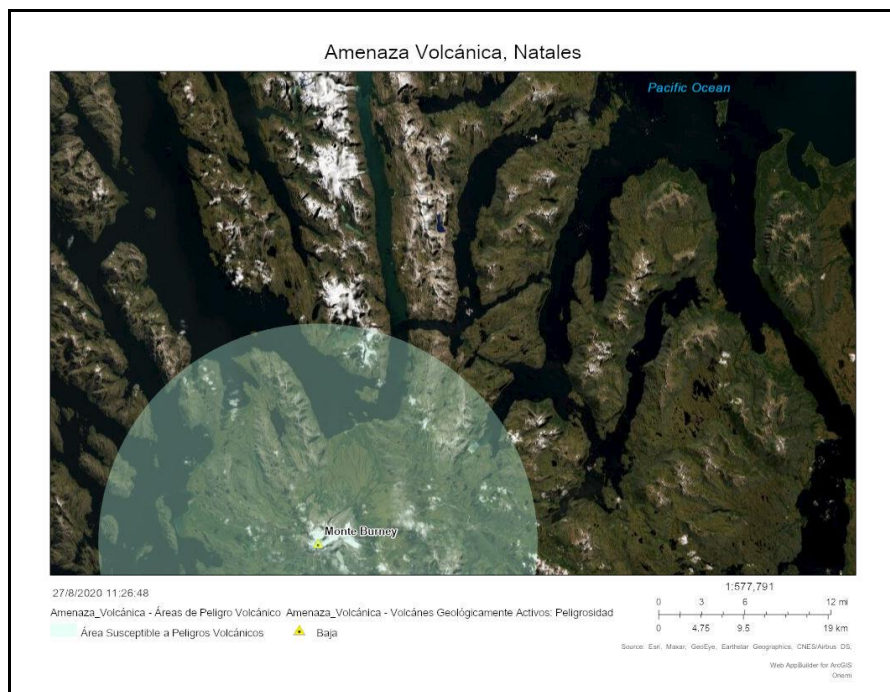 Amenaza Volcánica, Natales
Pacific Ocean
Monte Burney
27/8/2020 11:26:48
Amenaza_Volcánica - Áreas de Peligro Volcánico Amenaza_Volcánica - Volcánes Geológicamente Activos: Peligrosidad
Área Susceptible a Peligros Volcánicos
Baja
1:577,791
0 3 6 12 mi
0 4.75 9.5 19 km
Source: Esri, Maxar, GeoEye, Earthstar Geographics, CNES/Airbus DS,
Web AppBuilder for ArcGIS
Onemi